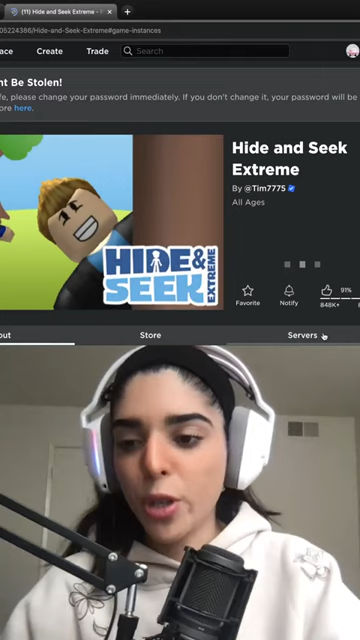 (11) Hide and Seek Extreme -
05224386/Hide-and-Seek-Extreme#game-instances
ace Create Trade Search
nt Be Stolen!
fe, please change your password immediately. If you don't change it, your password will be
ore here.
Hide and Seek
Extreme
By @Tim7775
All Ages
HIDE &
SEEK
EXTREME
Favorite Notify 848K+ 91%
out Store Servers